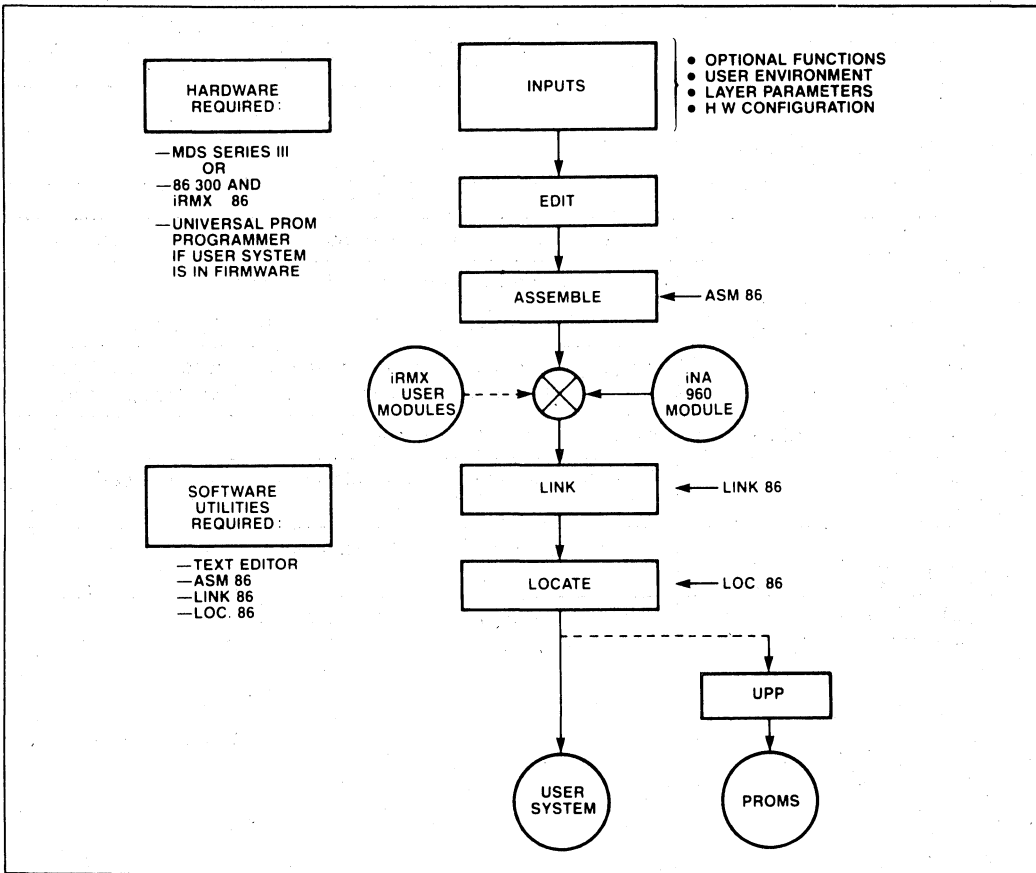 HARDWARE
REQUIRED:
—MDS SERIES III
OR
—86 300 AND
iRMX 86
—UNIVERSAL PROM
PROGRAMMER
IF USER SYSTEM
IS IN FIRMWARE
INPUTS
• OPTIONAL FUNCTIONS
• USER ENVIRONMENT
• LAYER PARAMETERS
• H W CONFIGURATION
EDIT
ASSEMBLE
ASM 86
iRMX
USER
MODULES
iNA
960
MODULE
SOFTWARE
UTILITIES
REQUIRED:
—TEXT EDITOR
—ASM 86
—LINK 86
—LOC. 86
LINK
LINK 86
LOCATE
LOC 86
UPP
USER
SYSTEM
PROMS